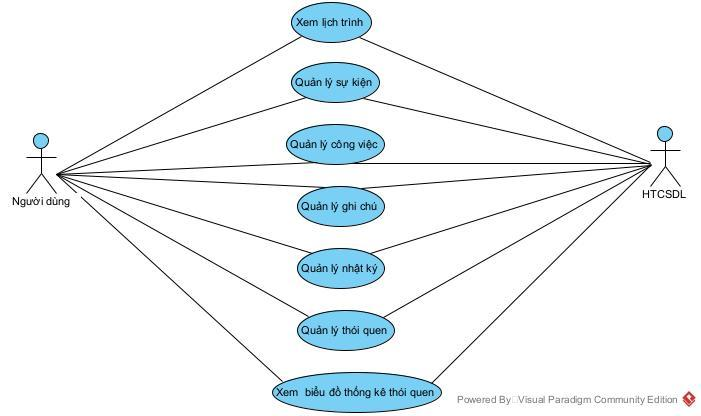 Xem lịch trình
Quản lý sự kiện
Quản lý công việc
Quản lý ghi chú
Quản lý nhật ký
Quản lý thói quen
Xem biểu đồ thống kê thói quen
Người dùng
HTCSDL
Powered By Visual Paradigm Community Edition